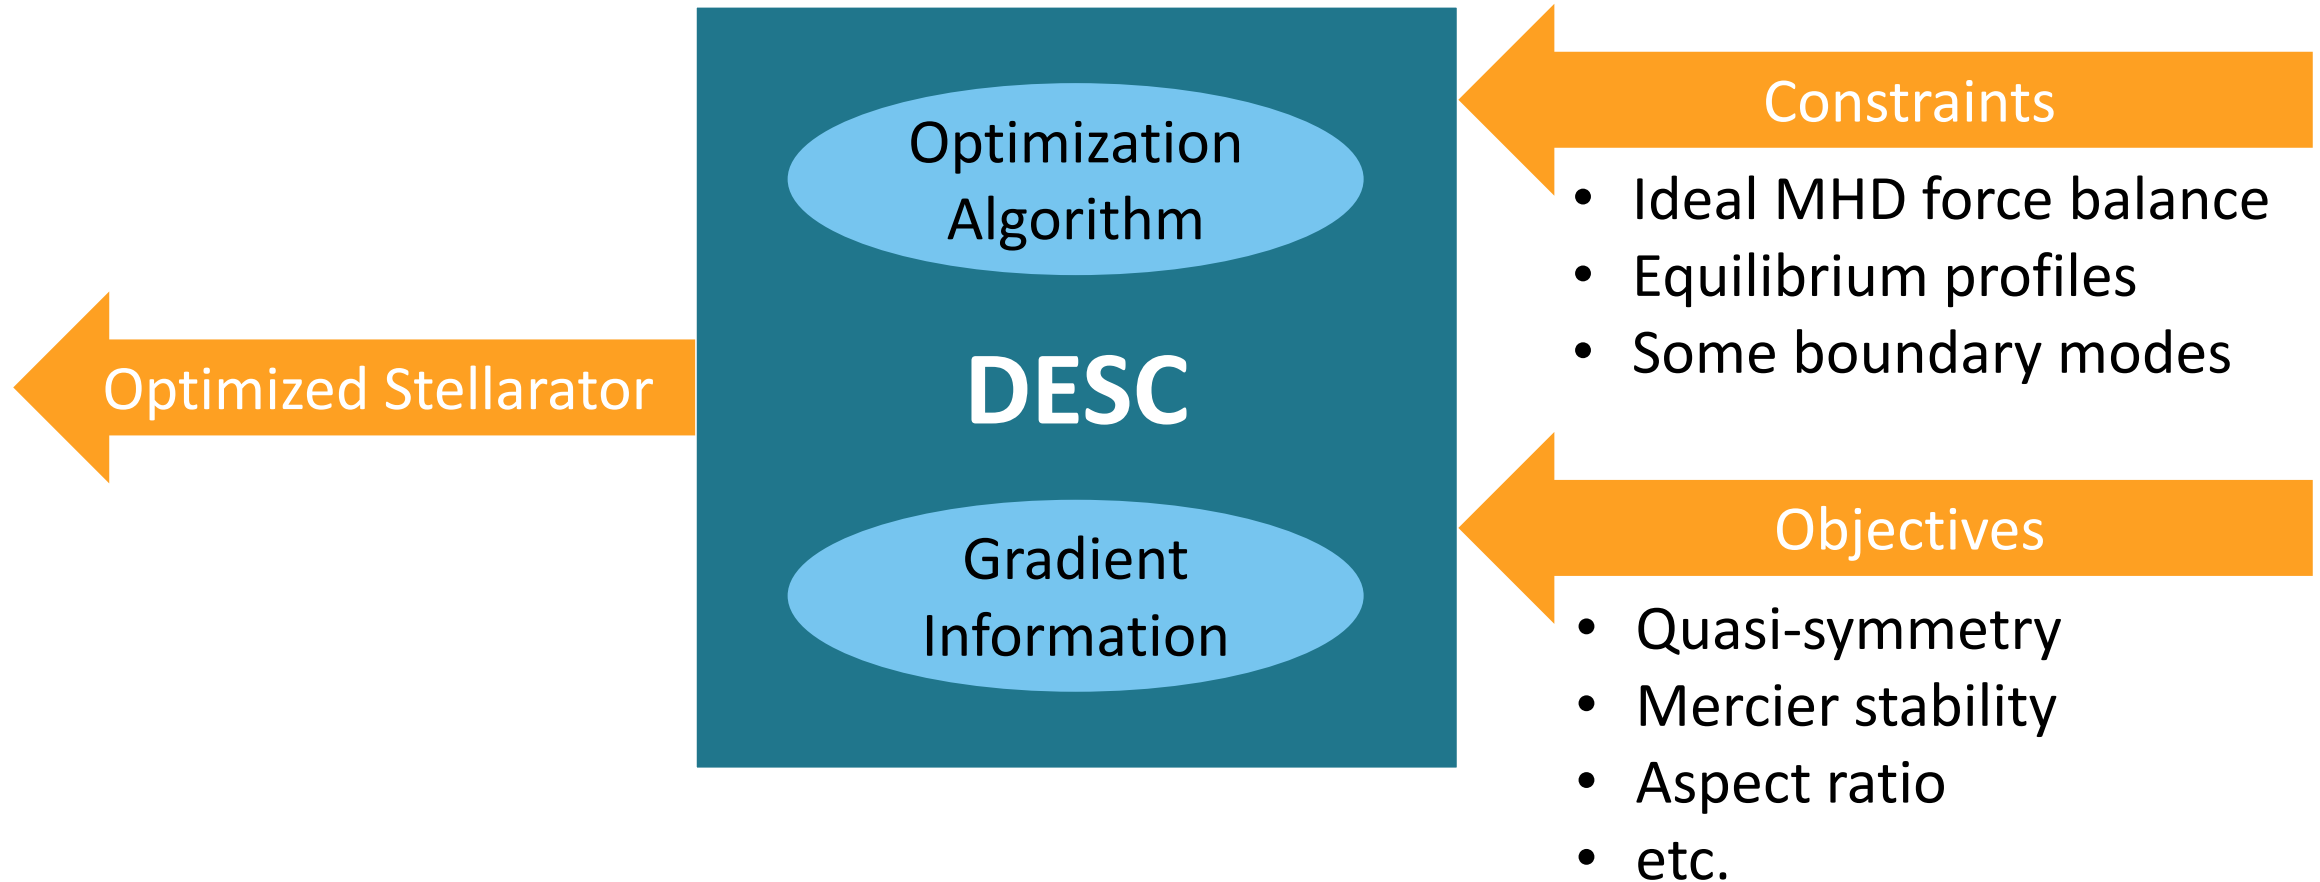 Optimization
Algorithm
DESC
Gradient
Information
Optimized Stellarator
Constraints
• Ideal MHD force balance
• Equilibrium profiles
• Some boundary modes
Objectives
• Quasi-symmetry
• Mercier stability
• Aspect ratio
• etc.